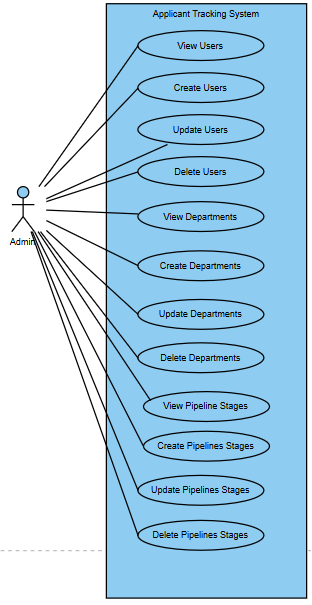 Applicant Tracking System
View Users
Create Users
Update Users
Delete Users
View Departments
Admin
Create Departments
Update Departments
Delete Departments
View Pipeline Stages
Create Pipelines Stages
Update Pipelines Stages
Delete Pipelines Stages